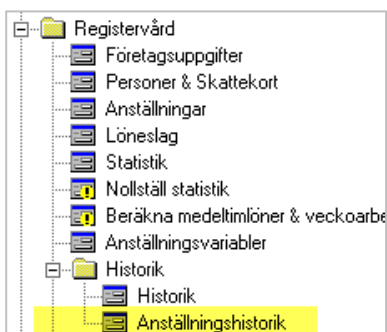 Registervård
Företagsuppgifter
Personer & Skattekort
Anställningar
Löneslag
Statistik
Nollställ statistik
Beräkna medeltimlöner & veckoarbe
Anställningsvariabler
Historik
Historik
Anställningshistorik